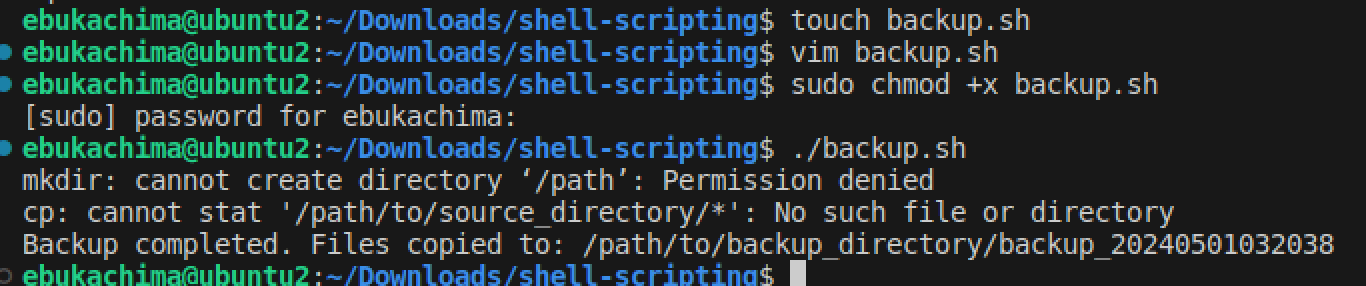 ebukachima@ubuntu2:~/Downloads/shell-scripting$ touch backup.sh
ebukachima@ubuntu2:~/Downloads/shell-scripting$ vim backup.sh
ebukachima@ubuntu2:~/Downloads/shell-scripting$ sudo chmod +x backup.sh
[sudo] password for ebukachima:
ebukachima@ubuntu2:~/Downloads/shell-scripting$ ./backup.sh
mkdir: cannot create directory ‘/path’: Permission denied
cp: cannot stat '/path/to/source_directory/*': No such file or directory
Backup completed. Files copied to: /path/to/backup_directory/backup_20240501032038
ebukachima@ubuntu2:~/Downloads/shell-scripting$